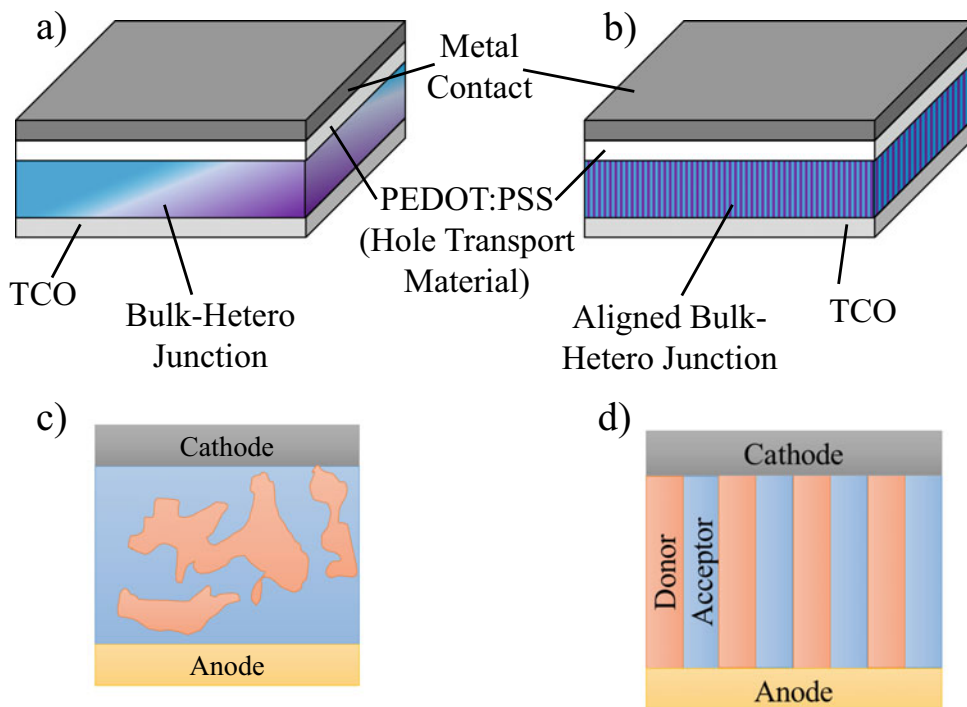 a)
b)
Metal
Contact
PEDOT:PSS
(Hole Transport
Material)
TCO
Bulk-Hetero
Junction
Aligned Bulk-
Hetero Junction
TCO
c)
Cathode
Anode
d)
Cathode
Donor
Acceptor
Anode